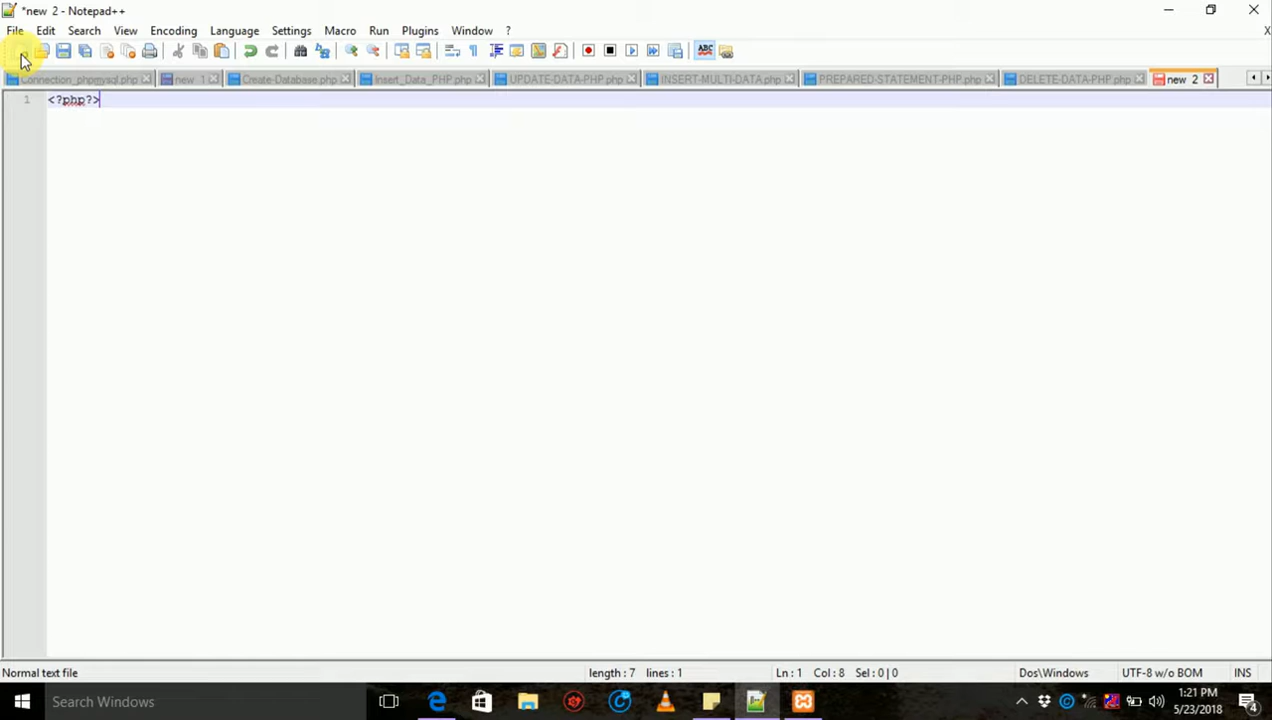 *new 2 - Notepad++
File Edit Search View Encoding Language Settings Macro Run Plugins Window ? X
Connection_phpmysql.php new 1 Create-Database.php Insert_Data_PHP.php UPDATE-DATA-PHP.php INSERT-MULTI-DATA.php PREPARED-STATEMENT-PHP.php DELETE-DATA-PHP.php new 2
1 <?php?>
Normal text file length : 7 lines : 1 Ln : 1 Col : 8 Sel : 0 | 0 Dos\Windows UTF-8 w/o BOM INS
Search Windows
1:21 PM
5/23/2018
4
ABC